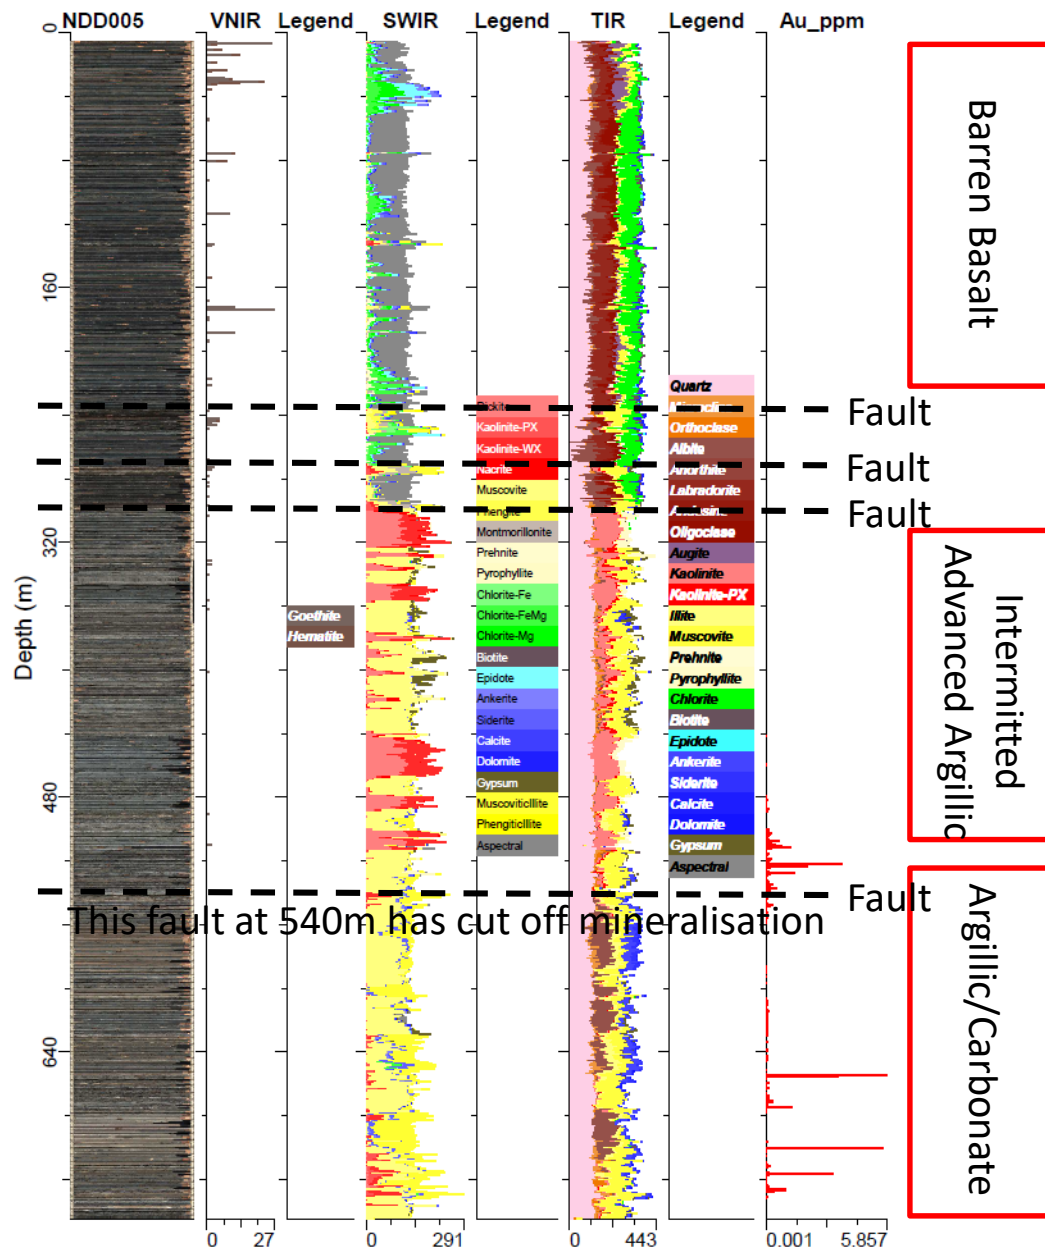 NDD005 VNIR Legend SWIR Legend TIR Legend Au_ppm
0
160
320
480
640
Depth (m)
Goethite
Hematite
Dickite
Kaolinite-PX
Kaolinite-WX
Nacrite
Muscovite
Phengite
Montmorillonite
Prehnite
Pyrophyllite
Chlorite-Fe
Chlorite-FeMg
Chlorite-Mg
Biotite
Epidote
Ankerite
Siderite
Calcite
Dolomite
Gypsum
MuscoviticIllite
PhengiticIllite
Aspectral
Quartz
Microcline
Orthoclase
Albite
Anorthite
Labradorite
Andesine
Oligoclase
Augite
Kaolinite
Kaolinite-PX
Illite
Muscovite
Prehnite
Pyrophyllite
Chlorite
Biotite
Epidote
Ankerite
Siderite
Calcite
Dolomite
Gypsum
Aspectral
Barren Basalt
Fault
Fault
Fault
Intermitted
Advanced Argillic
Fault
This fault at 540m has cut off mineralisation
Argillic/Carbonate
0 27 0 291 0 443 0.001 5.857